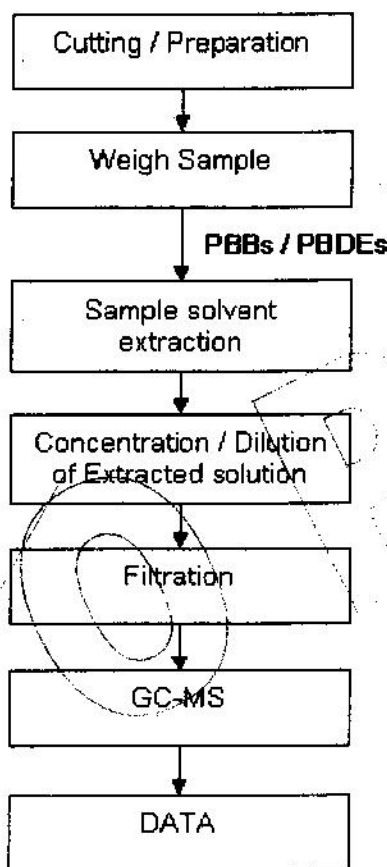 Cutting / Preparation
Weigh Sample
PBBs / PBDEs
Sample solvent
extraction
Concentration / Dilution
of Extracted solution
Filtration
GC-MS
DATA